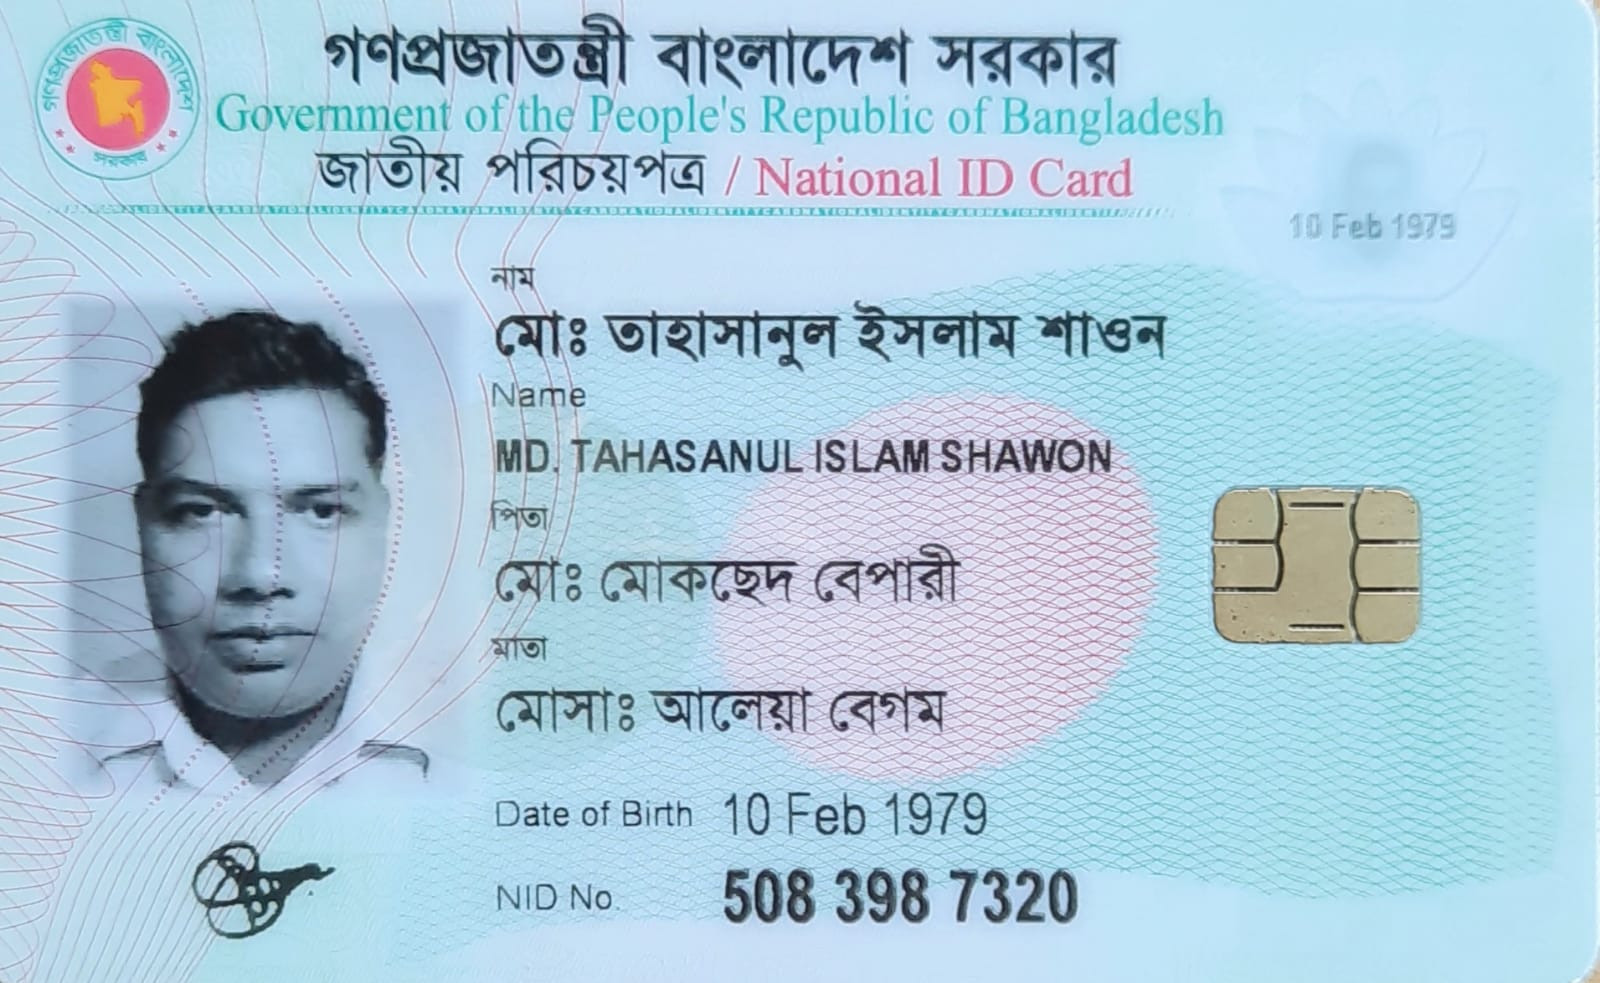 গণপ্রজাতন্ত্রী বাংলাদেশ সরকার
গণপ্রজাতন্ত্রী বাংলাদেশ সরকার
Government of the People's Republic of Bangladesh
জাতীয় পরিচয়পত্র / National ID Card
10 Feb 1979
নাম
মোঃ তাহাসানুল ইসলাম শাওন
Name
MD. TAHASANUL ISLAM SHAWON
পিতা
মোঃ মোকছেদ বেপারী
মাতা
মোসাঃ আলেয়া বেগম
Date of Birth 10 Feb 1979
NID No. 508 398 7320